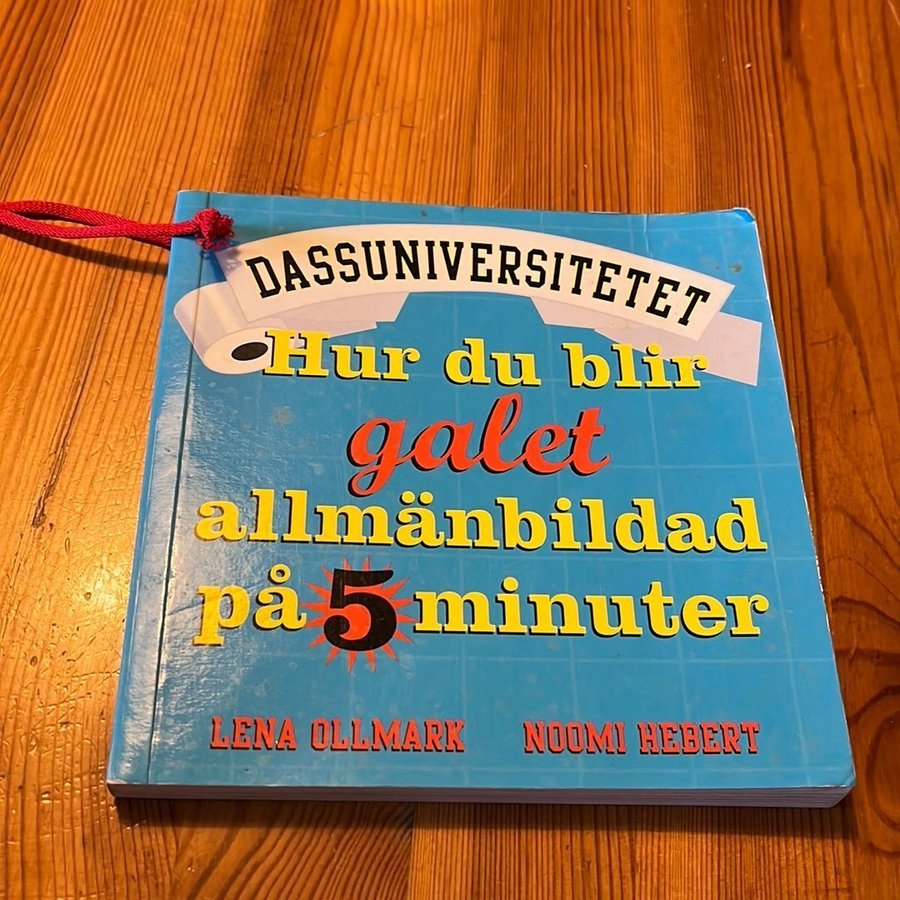 DASSUNIVERSITETET
Hur du blir
galet
allmänbildad
på 5 minuter
LENA OLLMARK NOOMI HEBERT